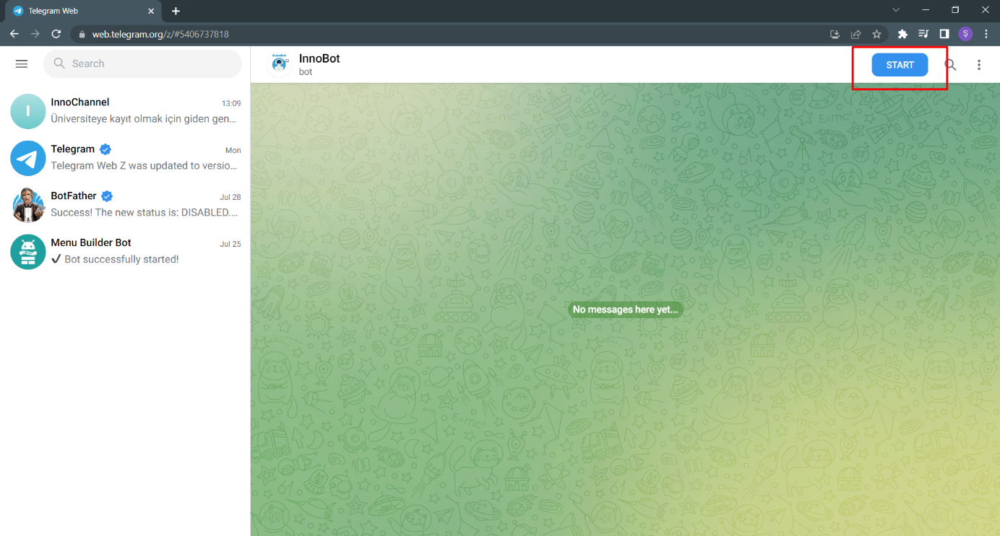 Telegram Web
web.telegram.org/z/#5406737818
S
Search
InnoBot
bot
START
I
InnoChannel
13:09
Üniversiteye kayıt olmak için giden gen...
Telegram
Mon
Telegram Web Z was updated to versio...
BotFather
Jul 28
Success! The new status is: DISABLED....
Menu Builder Bot
Jul 25
✔ Bot successfully started!
No messages here yet...